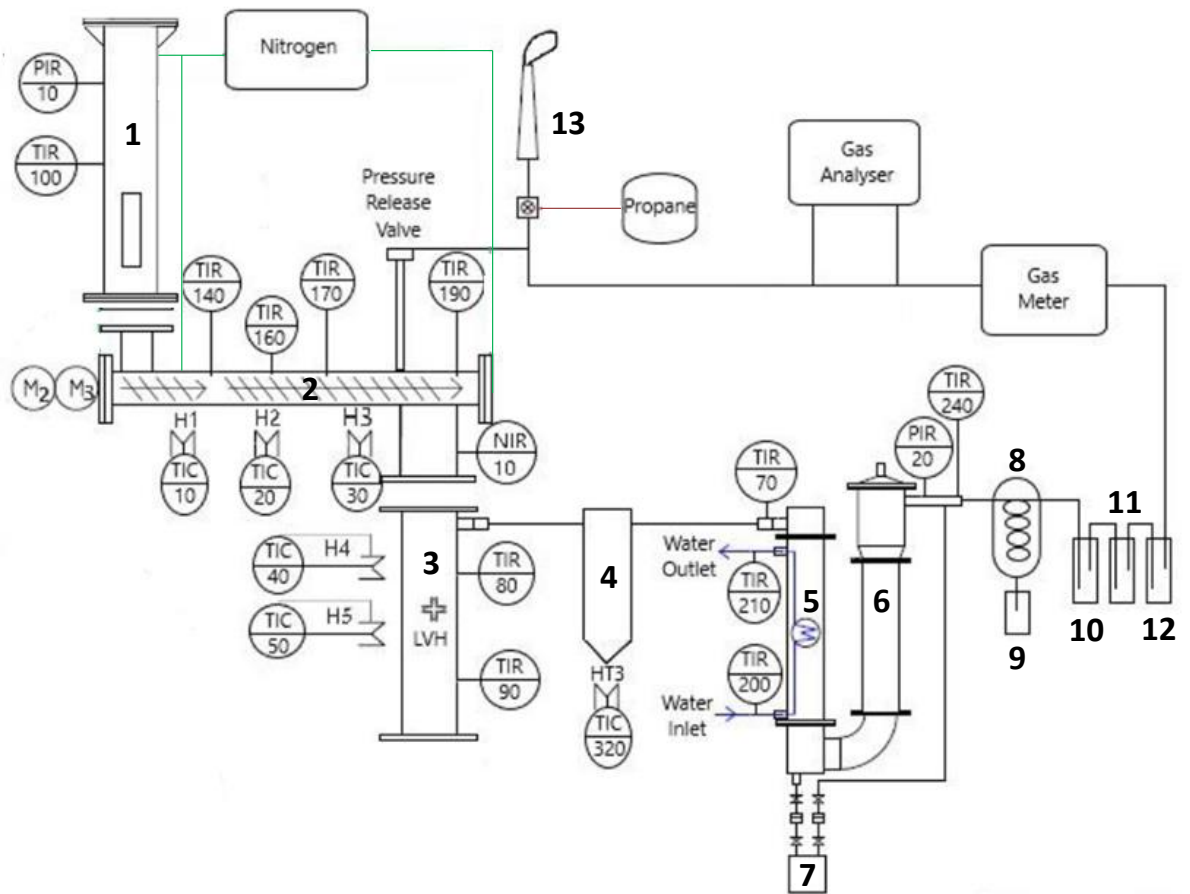 Nitrogen
PIR
10
1
TIR
100
13
Gas
Analyser
Pressure
Release
Valve
Propane
TIR
140
TIR
160
TIR
170
TIR
190
Gas
Meter
M2
M3
2
H1
H2
H3
TIC
10
TIC
20
TIC
30
NIR
10
TIR
70
TIR
240
PIR
20
8
11
TIC
40
H4
3
TIR
80
4
Water
Outlet
TIR
210
5
6
TIC
50
H5
LVH
10
12
9
TIR
90
HT3
TIC
320
TIR
200
Water
Inlet
7